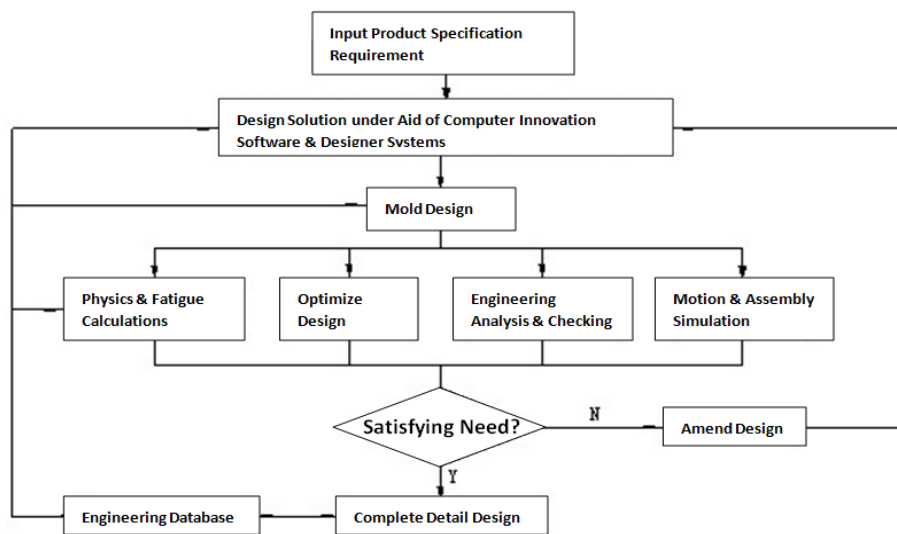 Input Product Specification
Requirement
Design Solution under Aid of Computer Innovation
Software & Designer Systems
Mold Design
Physics & Fatigue
Calculations
Optimize
Design
Engineering
Analysis & Checking
Motion & Assembly
Simulation
Satisfying Need?
N
Amend Design
Y
Engineering Database
Complete Detail Design